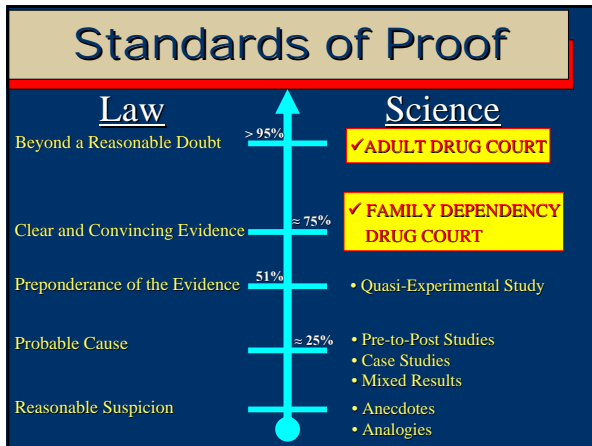 Standards of Proof
Law
Science
> 95%
Beyond a Reasonable Doubt
✓ADULT DRUG COURT
≈ 75%
✓ FAMILY DEPENDENCY
DRUG COURT
Clear and Convincing Evidence
51%
Preponderance of the Evidence
• Quasi-Experimental Study
Probable Cause
≈ 25%
• Pre-to-Post Studies
• Case Studies
• Mixed Results
Reasonable Suspicion
• Anecdotes
• Analogies